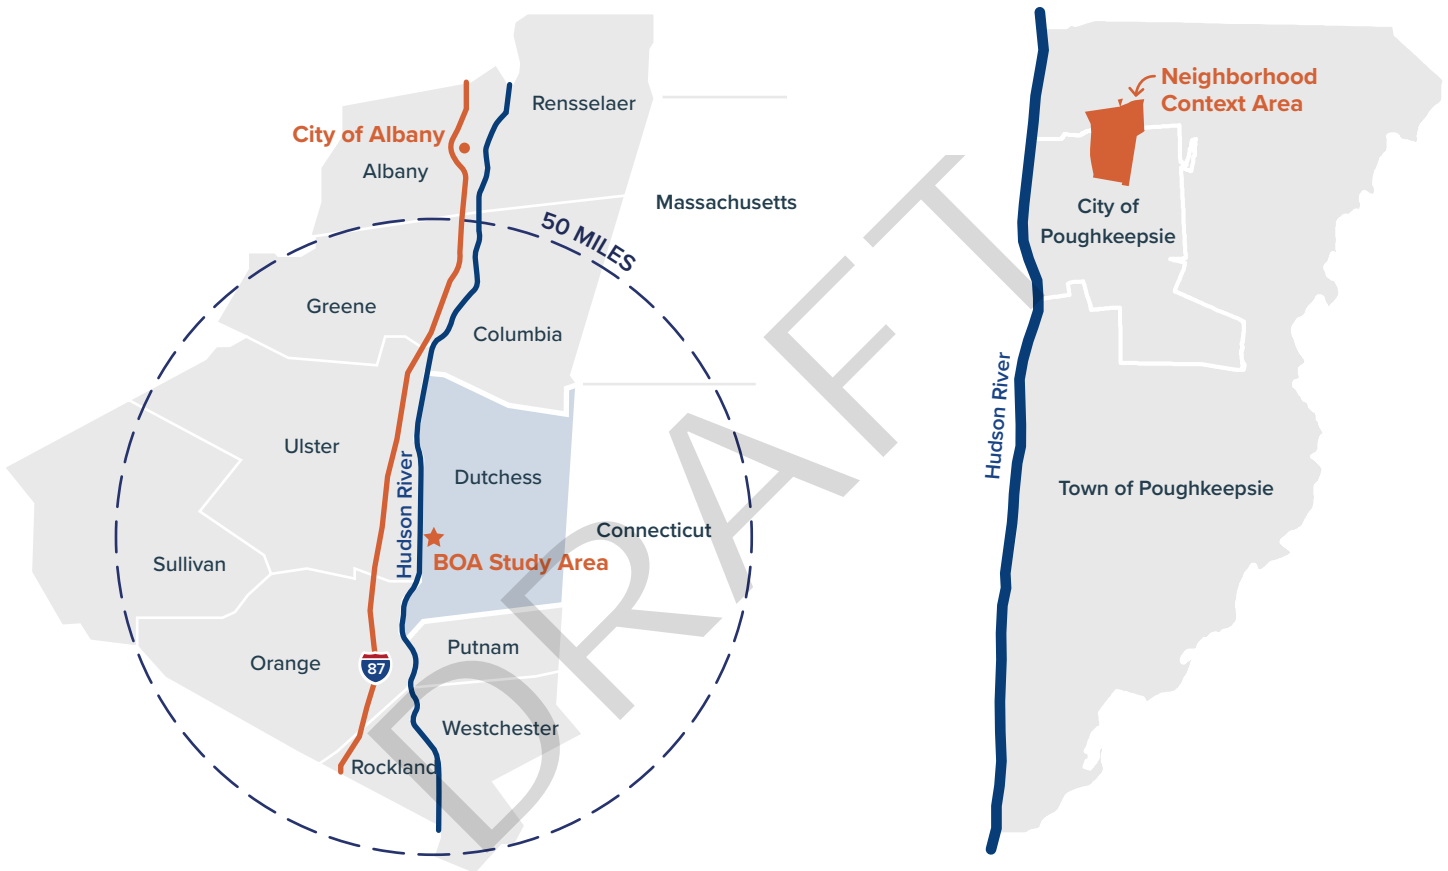 Rensselaer
City of Albany
Albany
Massachusetts
50 MILES
Greene
Columbia
Ulster
Hudson River
Dutchess
Connecticut
BOA Study Area
Sullivan
Putnam
Orange
87
Westchester
Rockland
Neighborhood
Context Area
City of
Poughkeepsie
Hudson River
Town of Poughkeepsie
DRAFT